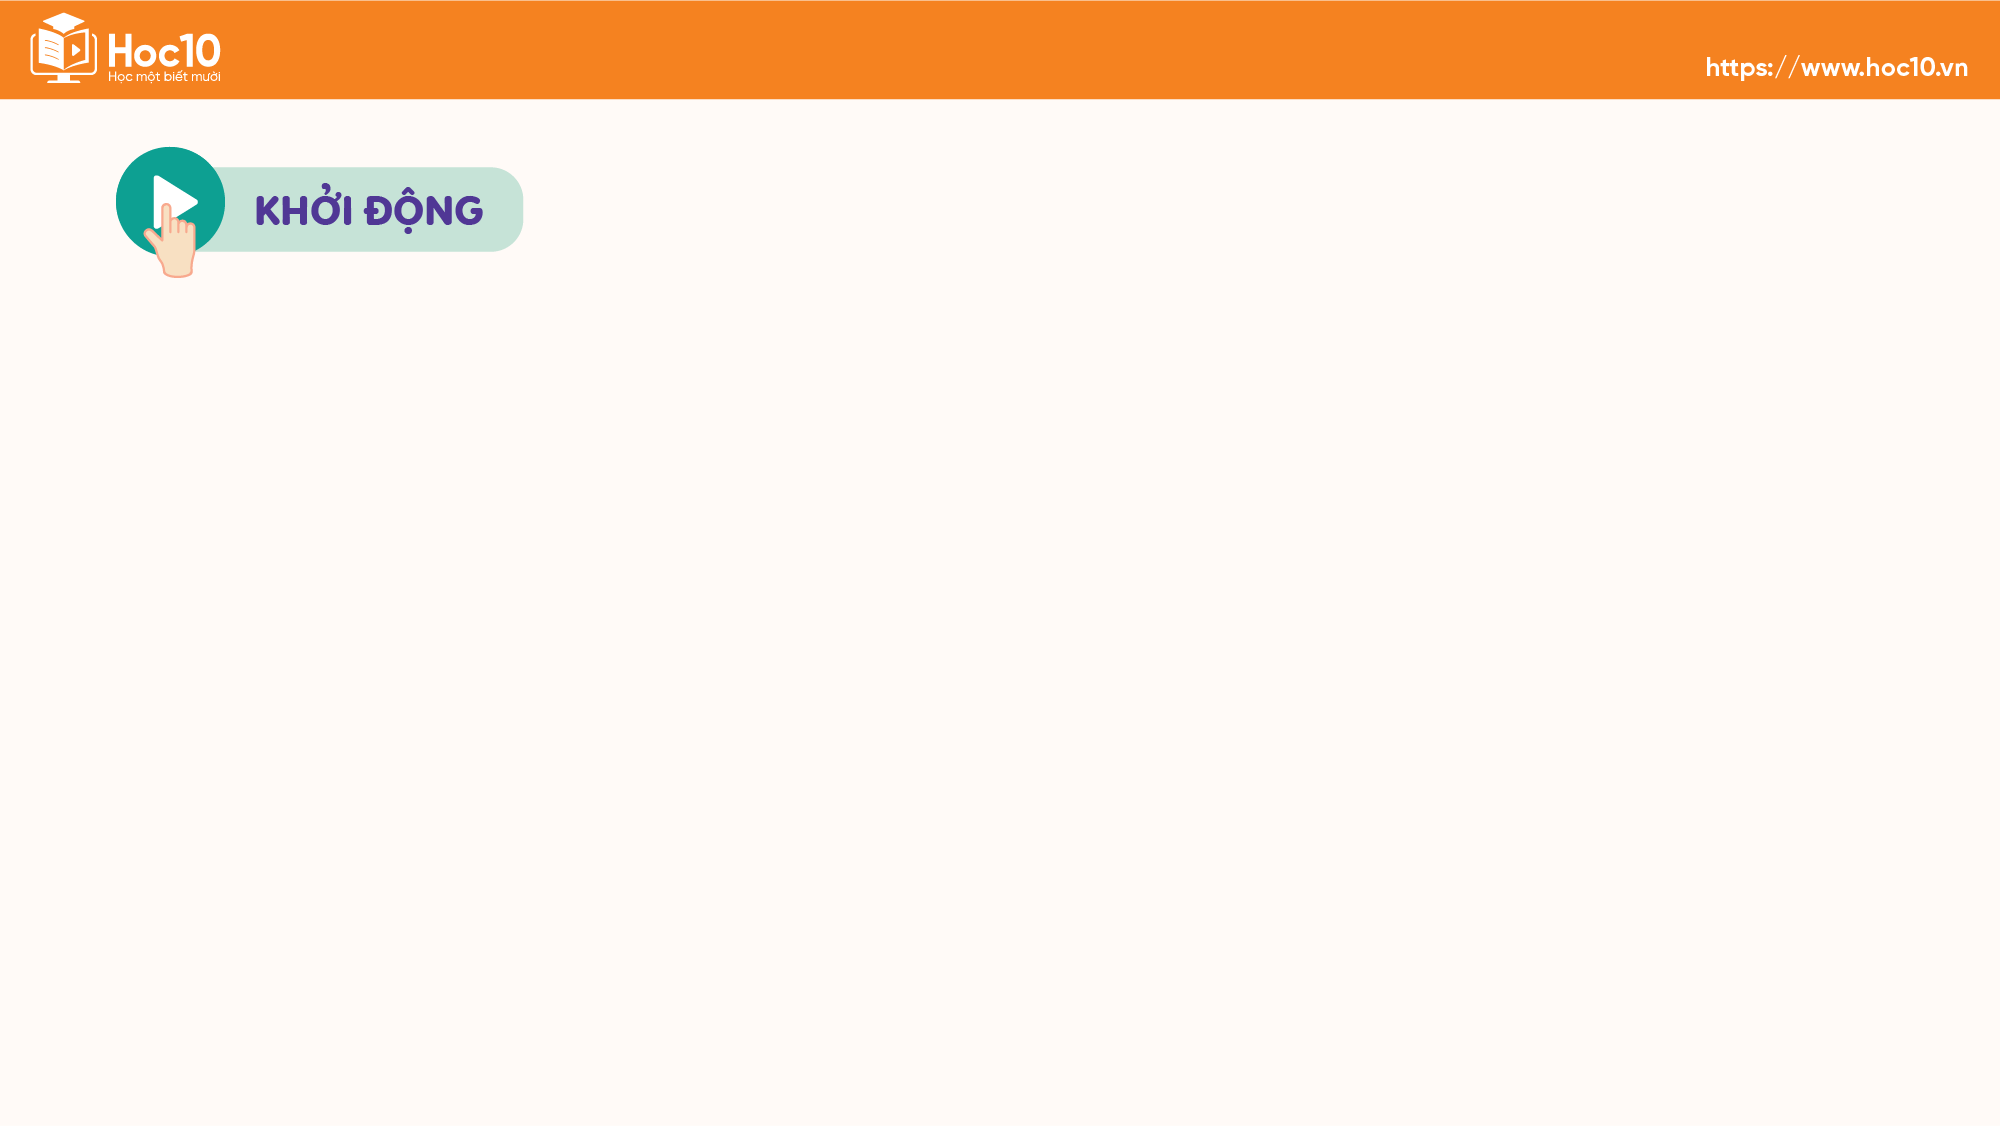 Hoc10
Học một biết mười
https://www.hoc10.vn
KHỞI ĐỘNG